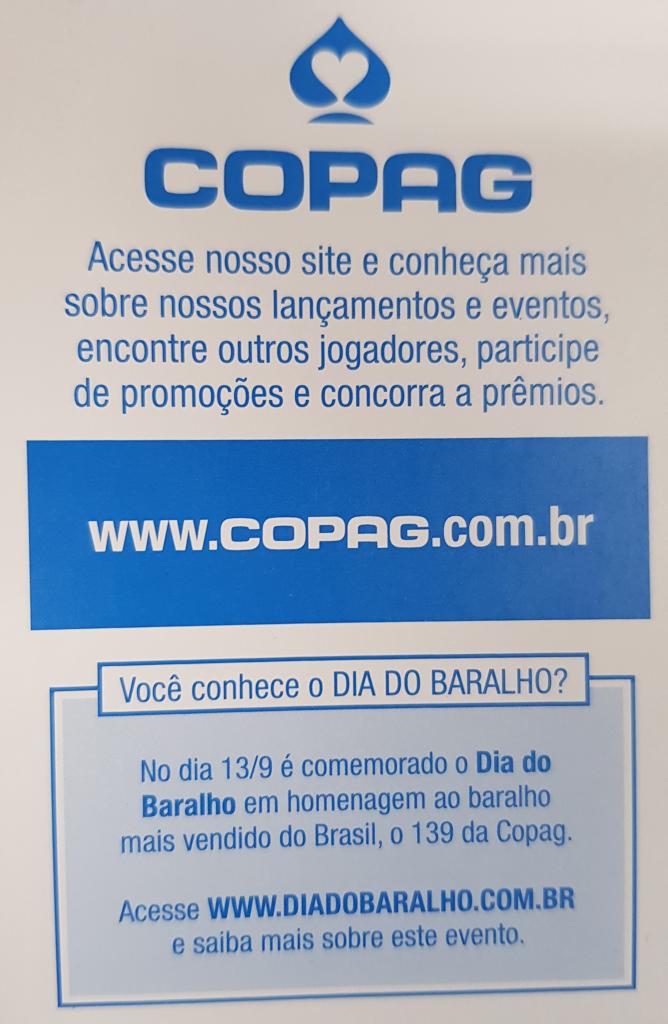 COPAG
Acesse nosso site e conheça mais
sobre nossos lançamentos e eventos,
encontre outros jogadores, participe
de promoções e concorra a prêmios.
www.COPAG.com.br
Você conhece o DIA DO BARALHO?
No dia 13/9 é comemorado o Dia do
Baralho em homenagem ao baralho
mais vendido do Brasil, o 139 da Copag.
Acesse WWW.DIADOBARALHO.COM.BR
e saiba mais sobre este evento.